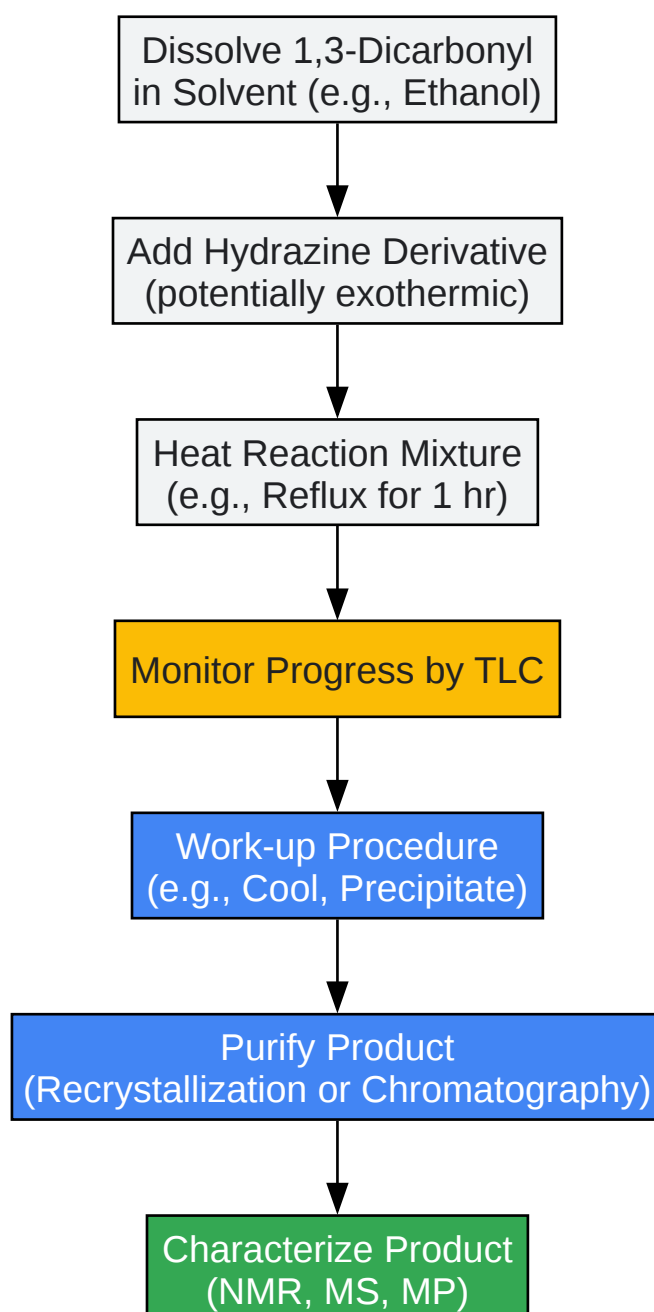 Dissolve 1,3-Dicarbonyl
in Solvent (e.g., Ethanol)
Add Hydrazine Derivative
(potentially exothermic)
Heat Reaction Mixture
(e.g., Reflux for 1 hr)
Monitor Progress by TLC
Work-up Procedure
(e.g., Cool, Precipitate)
Purify Product
(Recrystallization or Chromatography)
Characterize Product
(NMR, MS, MP)